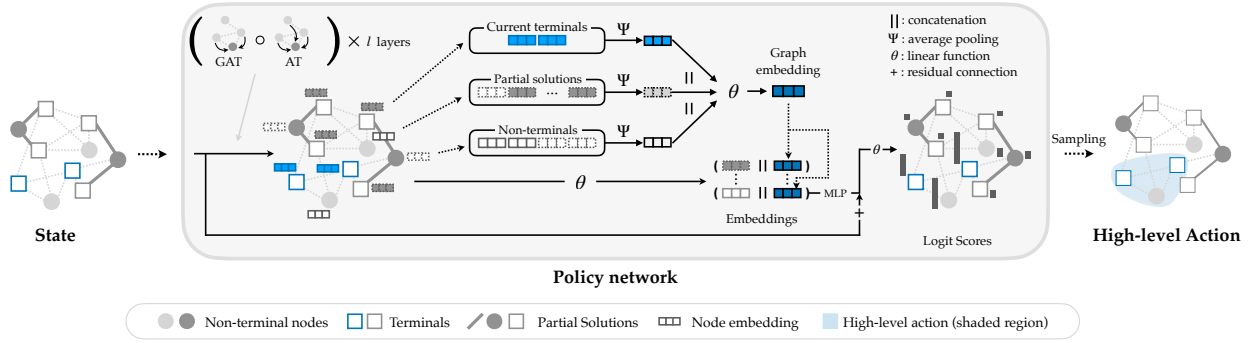 GAT
AT
× l layers
Current terminals
Ψ
Partial solutions
...
Ψ
||
||
Non-terminals
Ψ
θ
Graph
embedding
|| : concatenation
Ψ : average pooling
θ : linear function
+ : residual connection
State
θ
( || )
( || )
MLP
Embeddings
+
θ
Logit Scores
Sampling
High-level Action
Policy network
Non-terminal nodes
Terminals
Partial Solutions
Node embedding
High-level action (shaded region)